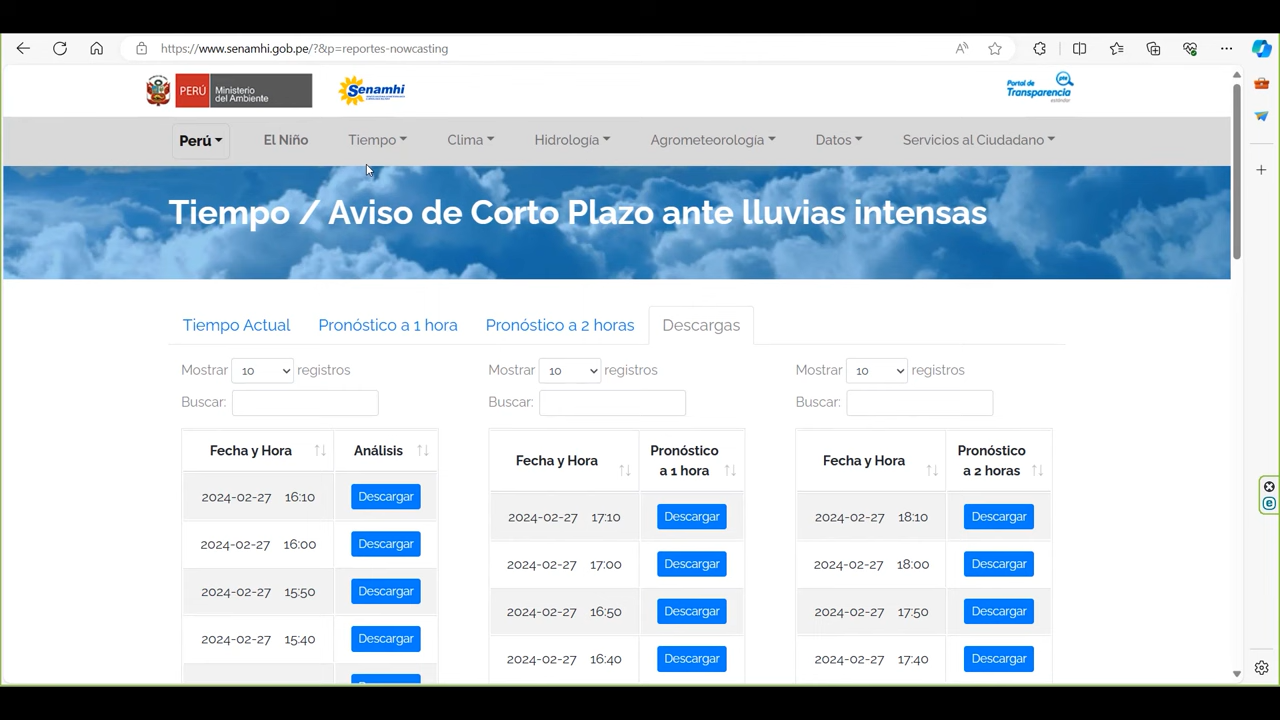 https://www.senamhi.gob.pe/?&p=reportes-nowcasting
PERÚ Ministerio del Ambiente
Senamhi
Portal de Transparencia estándar
Perú El Niño Tiempo Clima Hidrología Agrometeorología Datos Servicios al Ciudadano
Tiempo / Aviso de Corto Plazo ante lluvias intensas
Tiempo Actual Pronóstico a 1 hora Pronóstico a 2 horas Descargas
Mostrar 10 registros Mostrar 10 registros Mostrar 10 registros
Buscar: Buscar: Buscar:
Fecha y Hora Análisis Fecha y Hora Pronóstico a 1 hora Fecha y Hora Pronóstico a 2 horas
2024-02-27 16:10 Descargar 2024-02-27 17:10 Descargar 2024-02-27 18:10 Descargar
2024-02-27 16:00 Descargar 2024-02-27 17:00 Descargar 2024-02-27 18:00 Descargar
2024-02-27 15:50 Descargar 2024-02-27 16:50 Descargar 2024-02-27 17:50 Descargar
2024-02-27 15:40 Descargar 2024-02-27 16:40 Descargar 2024-02-27 17:40 Descargar